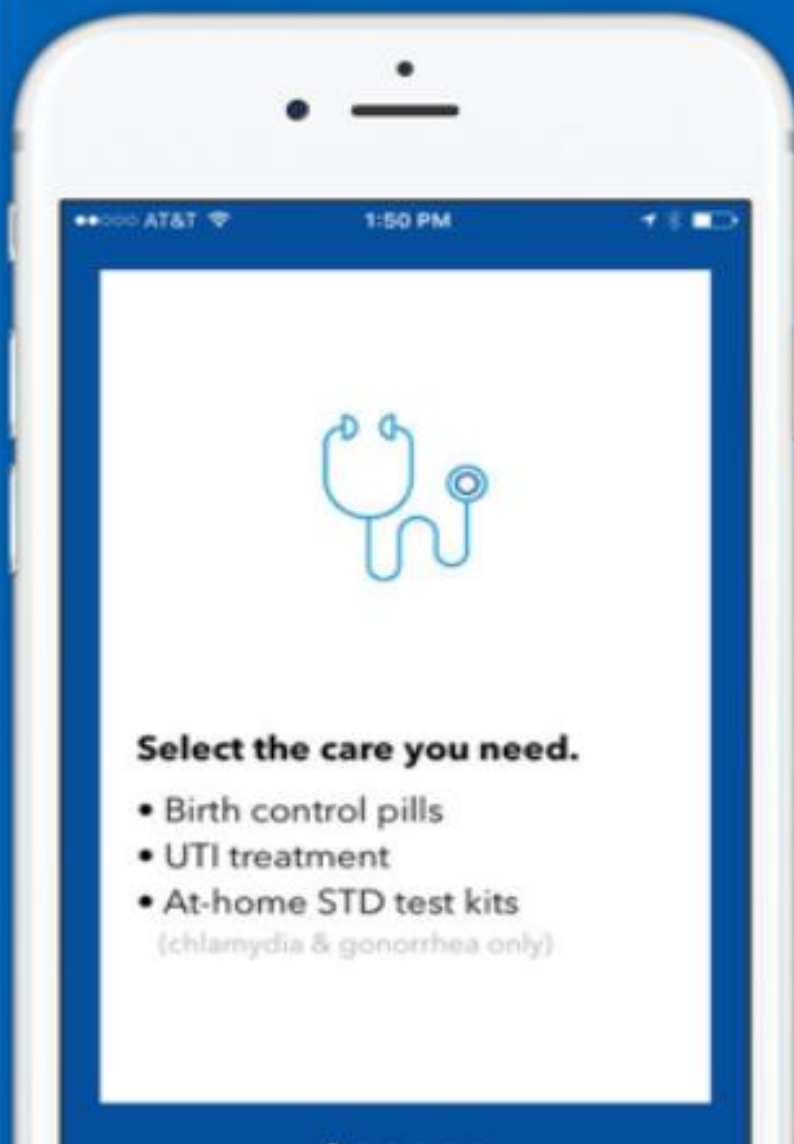 AT&T 1:50 PM
Select the care you need.
• Birth control pills
• UTI treatment
• At-home STD test kits
(chlamydia & gonorrhea only)